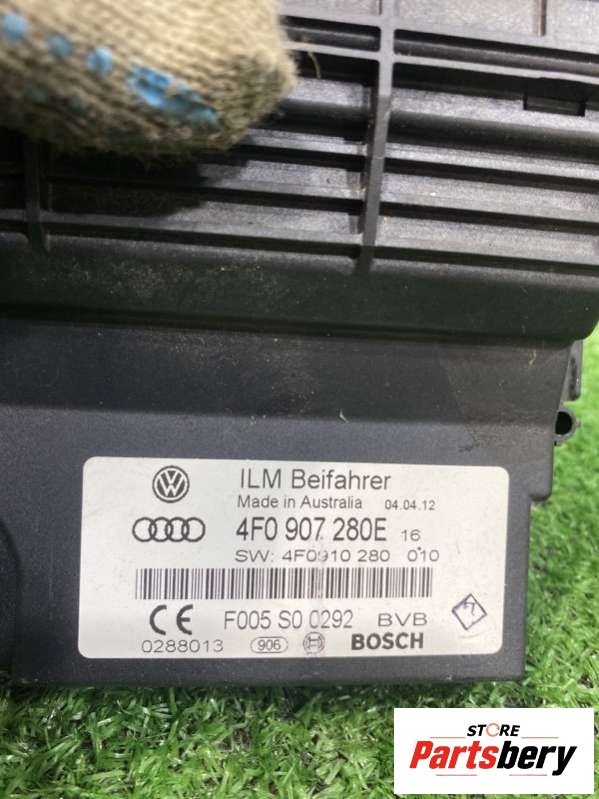 ILM Beifahrer
Made in Australia 04.04.12
4F0 907 280E 16
SW: 4F0910 280 010
CE F005 S0 0292 BVB
0288013 906 BOSCH
STORE
Partsbery